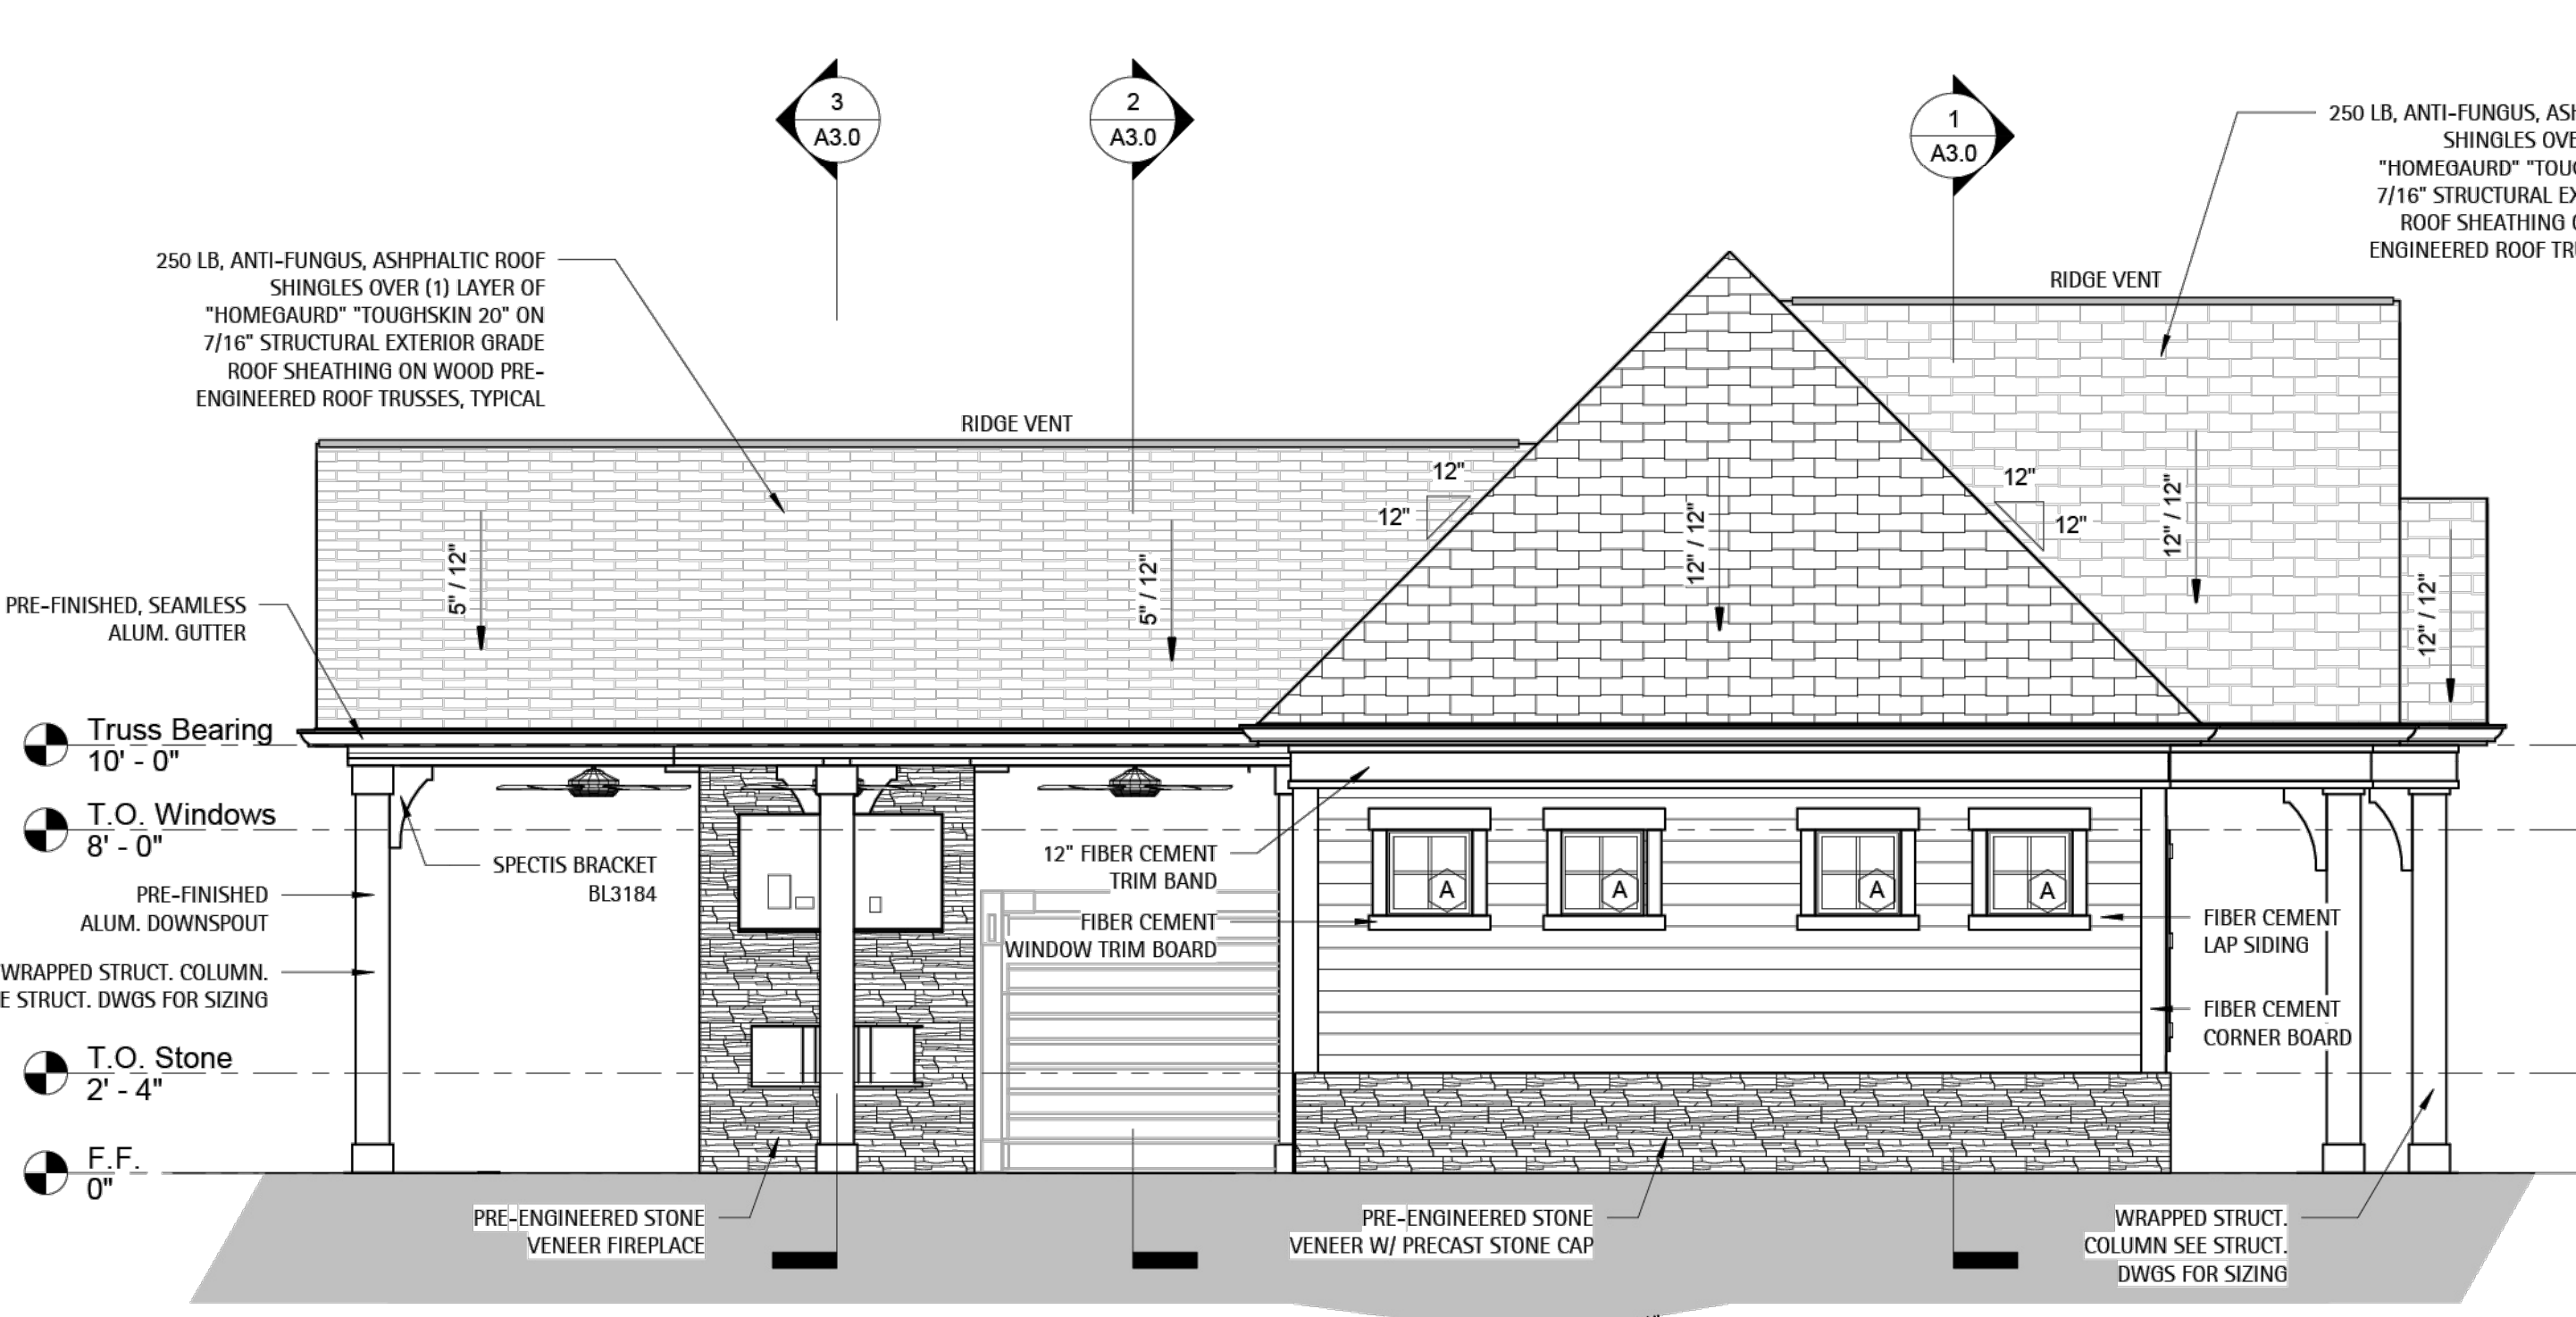 3
A3.0
2
A3.0
1
A3.0
250 LB, ANTI-FUNGUS, ASHPHALTIC ROOF
SHINGLES OVER (1) LAYER OF
"HOMEGAURD" "TOUGHSKIN 20" ON
7/16" STRUCTURAL EXTERIOR GRADE
ROOF SHEATHING ON WOOD PRE-
ENGINEERED ROOF TRUSSES, TYPICAL
250 LB, ANTI-FUNGUS,
SHINGLES
"HOMEGAURD"
7/16" STRUCTURAL
ROOF SHEATHING
ENGINEERED ROOF
RIDGE VENT
RIDGE VENT
12"
12"
12"
12"
5" / 12"
5" / 12"
12" / 12"
12" / 12"
12" / 12"
PRE-FINISHED, SEAMLESS
ALUM. GUTTER
Truss Bearing
10' - 0"
T.O. Windows
8' - 0"
SPECTIS BRACKET
BL3184
PRE-FINISHED
ALUM. DOWNSPOUT
WRAPPED STRUCT. COLUMN.
STRUCT. DWGS FOR SIZING
12" FIBER CEMENT
TRIM BAND
FIBER CEMENT
WINDOW TRIM BOARD
A
A
A
A
FIBER CEMENT
LAP SIDING
FIBER CEMENT
CORNER BOARD
T.O. Stone
2' - 4"
F.F.
0"
PRE-ENGINEERED STONE
VENEER FIREPLACE
PRE-ENGINEERED STONE
VENEER W/ PRECAST STONE CAP
WRAPPED STRUCT.
COLUMN SEE STRUCT.
DWGS FOR SIZING